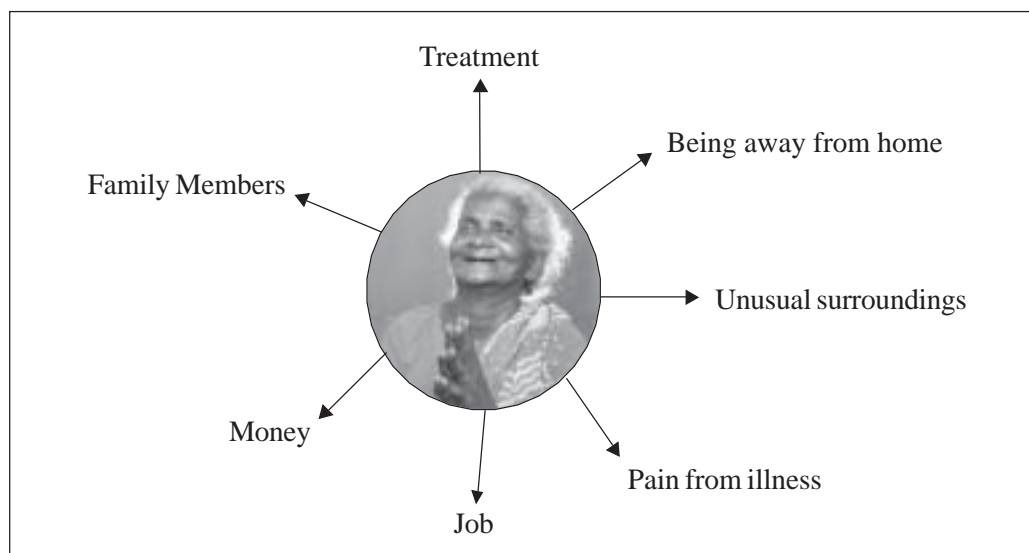 Treatment
Being away from home
Family Members
Unusual surroundings
Money
Pain from illness
Job